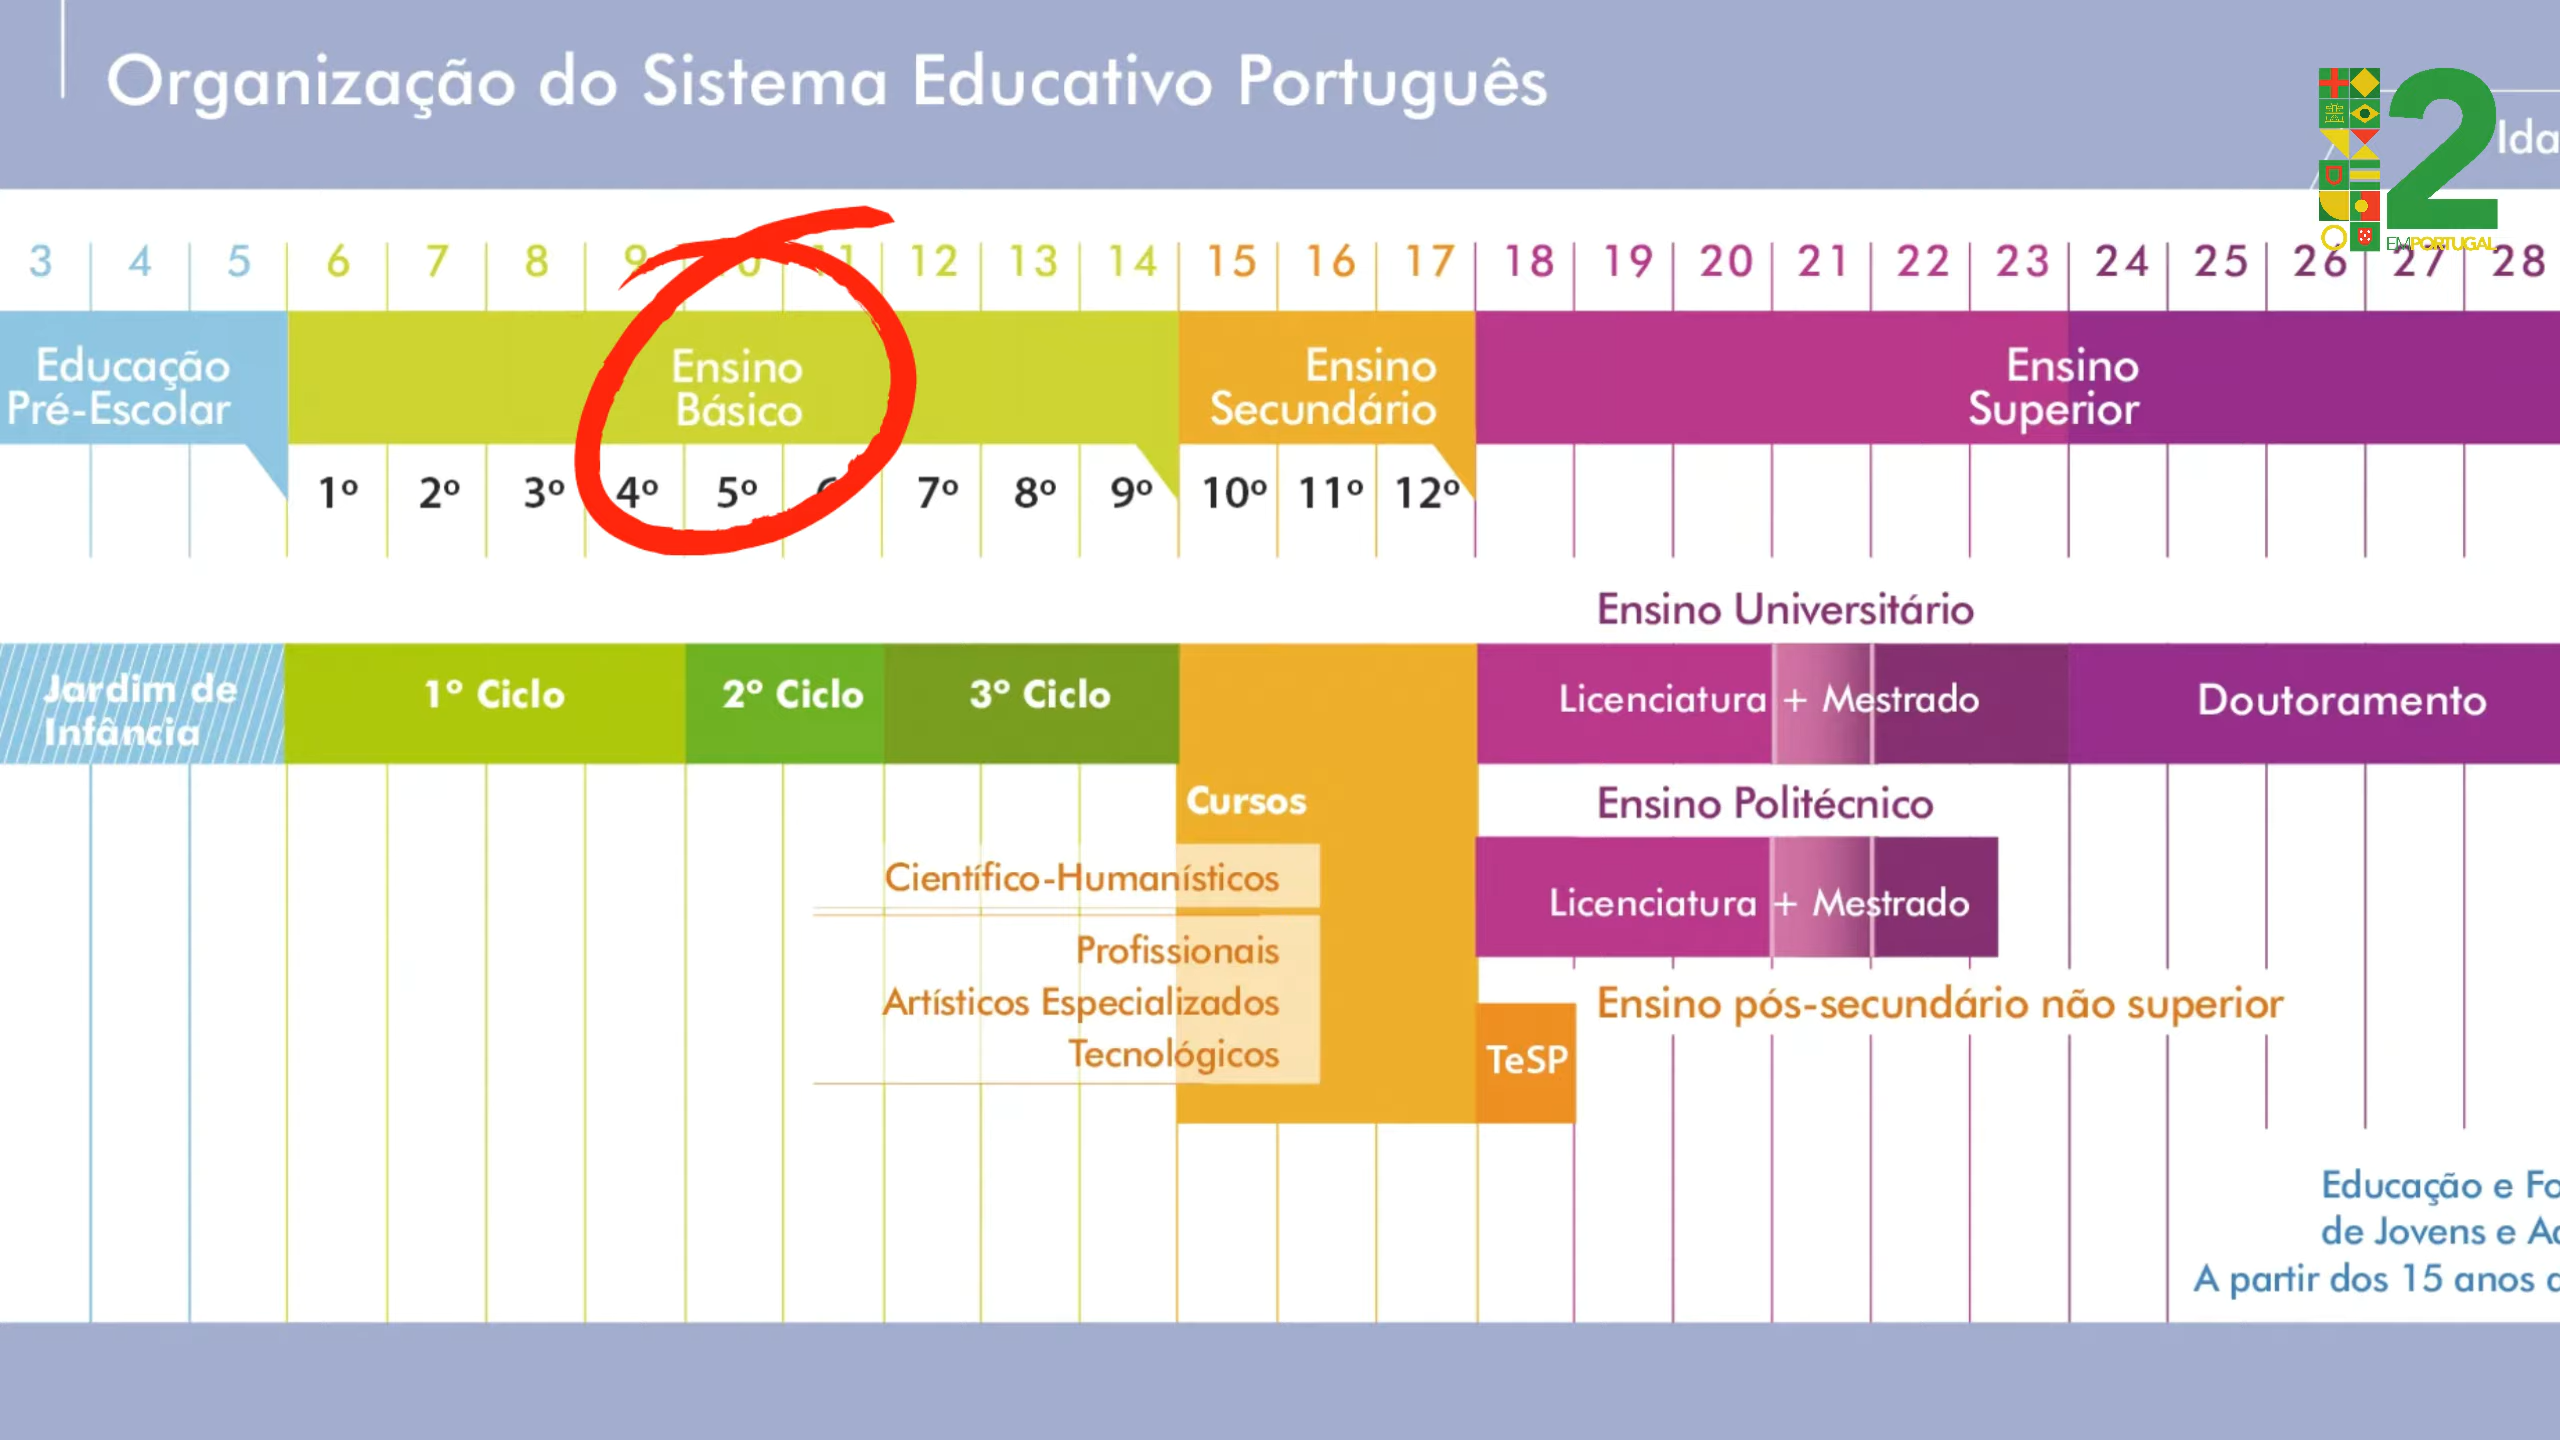 Organização do Sistema Educativo Português
2
EMPORTUGAL
3 4 5 6 7 8 9 12 13 14 15 16 17 18 19 20 21 22 23 24 25 26 27 28
Educação
Pré-Escolar
Ensino
Básico
Ensino
Secundário
Ensino
Superior
1º 2º 3º 4º 5º 7º 8º 9º 10º 11º 12º
Ensino Universitário
Jardim de
Infância
1º Ciclo
2º Ciclo
3º Ciclo
Licenciatura + Mestrado
Doutoramento
Cursos
Ensino Politécnico
Científico-Humanísticos
Licenciatura + Mestrado
Profissionais
Artísticos Especializados
Tecnológicos
TeSP
Ensino pós-secundário não superior
Educação e
de Jovens e
A partir dos 15 anos